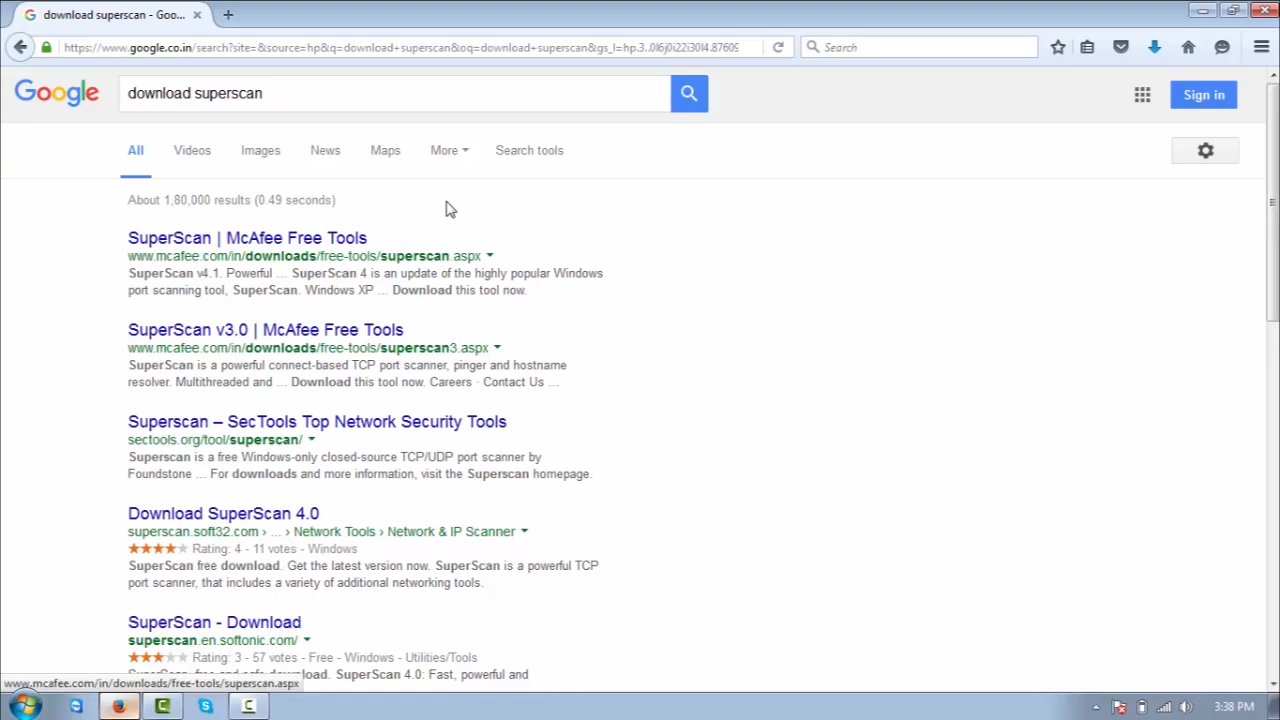 download superscan - Goo...
https://www.google.co.in/search?site=&source=hp&q=download+superscan&oq=download+superscan&gs_l=hp.3..0l6j0i22i30l4.87609
Search
Google
download superscan
Sign in
All
Videos
Images
News
Maps
More
Search tools
About 1,80,000 results (0.49 seconds)
SuperScan | McAfee Free Tools
www.mcafee.com/in/downloads/free-tools/superscan.aspx
SuperScan v4.1. Powerful ... SuperScan 4 is an update of the highly popular Windows
port scanning tool, SuperScan. Windows XP ... Download this tool now.
SuperScan v3.0 | McAfee Free Tools
www.mcafee.com/in/downloads/free-tools/superscan3.aspx
SuperScan is a powerful connect-based TCP port scanner, pinger and hostname
resolver. Multithreaded and ... Download this tool now. Careers · Contact Us ...
Superscan – SecTools Top Network Security Tools
sectools.org/tool/superscan/
Superscan is a free Windows-only closed-source TCP/UDP port scanner by
Foundstone ... For downloads and more information, visit the Superscan homepage.
Download SuperScan 4.0
superscan.soft32.com › ... › Network Tools › Network & IP Scanner
Rating: 4 - 11 votes - Windows
SuperScan free download. Get the latest version now. SuperScan is a powerful TCP
port scanner, that includes a variety of additional networking tools.
SuperScan - Download
superscan.en.softonic.com/
Rating: 3 - 57 votes - Free - Windows - Utilities/Tools
SuperScan, free and safe download. SuperScan 4.0: Fast, powerful and
www.mcafee.com/in/downloads/free-tools/superscan.aspx
3:38 PM